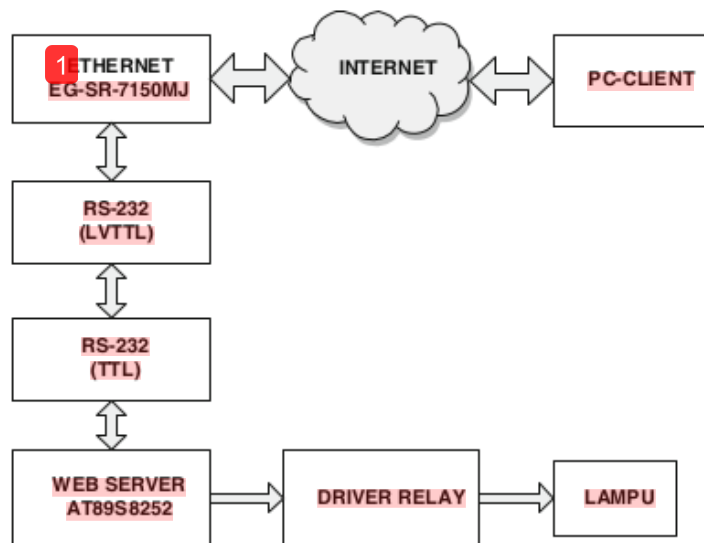 1
ETHERNET
EG-SR-7150MJ
INTERNET
PC-CLIENT
RS-232
(LVTTL)
RS-232
(TTL)
WEB SERVER
AT89S8252
DRIVER RELAY
LAMPU